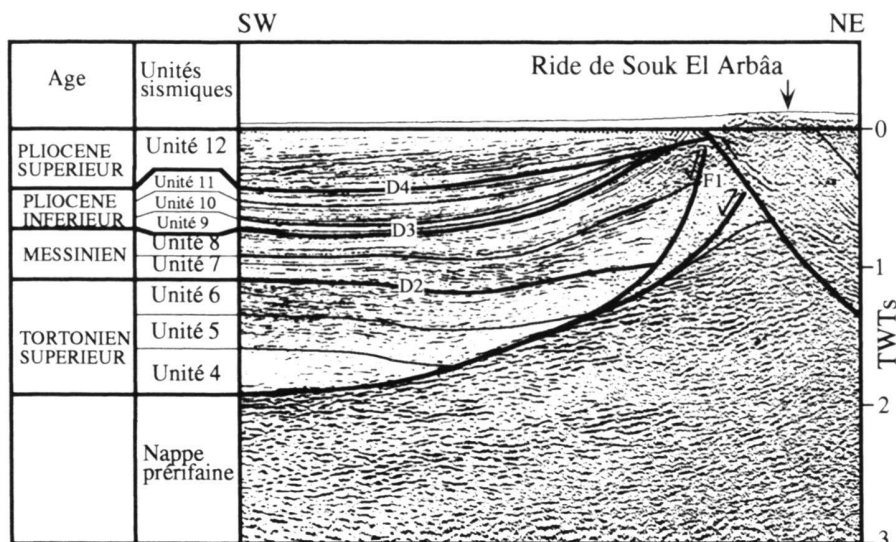 SW
NE
Age
Unités
sismiques
Ride de Souk El Arbâa
PLIOCENE
SUPERIEUR
Unité 12
PLIOCENE
INFERIEUR
Unité 11
Unité 10
Unité 9
MESSINIEN
Unité 8
Unité 7
TORTONIEN
SUPERIEUR
Unité 6
Unité 5
Unité 4
Nappe
prérifaine
D4
D3
D2
F1
0
1
2
3
TWTs